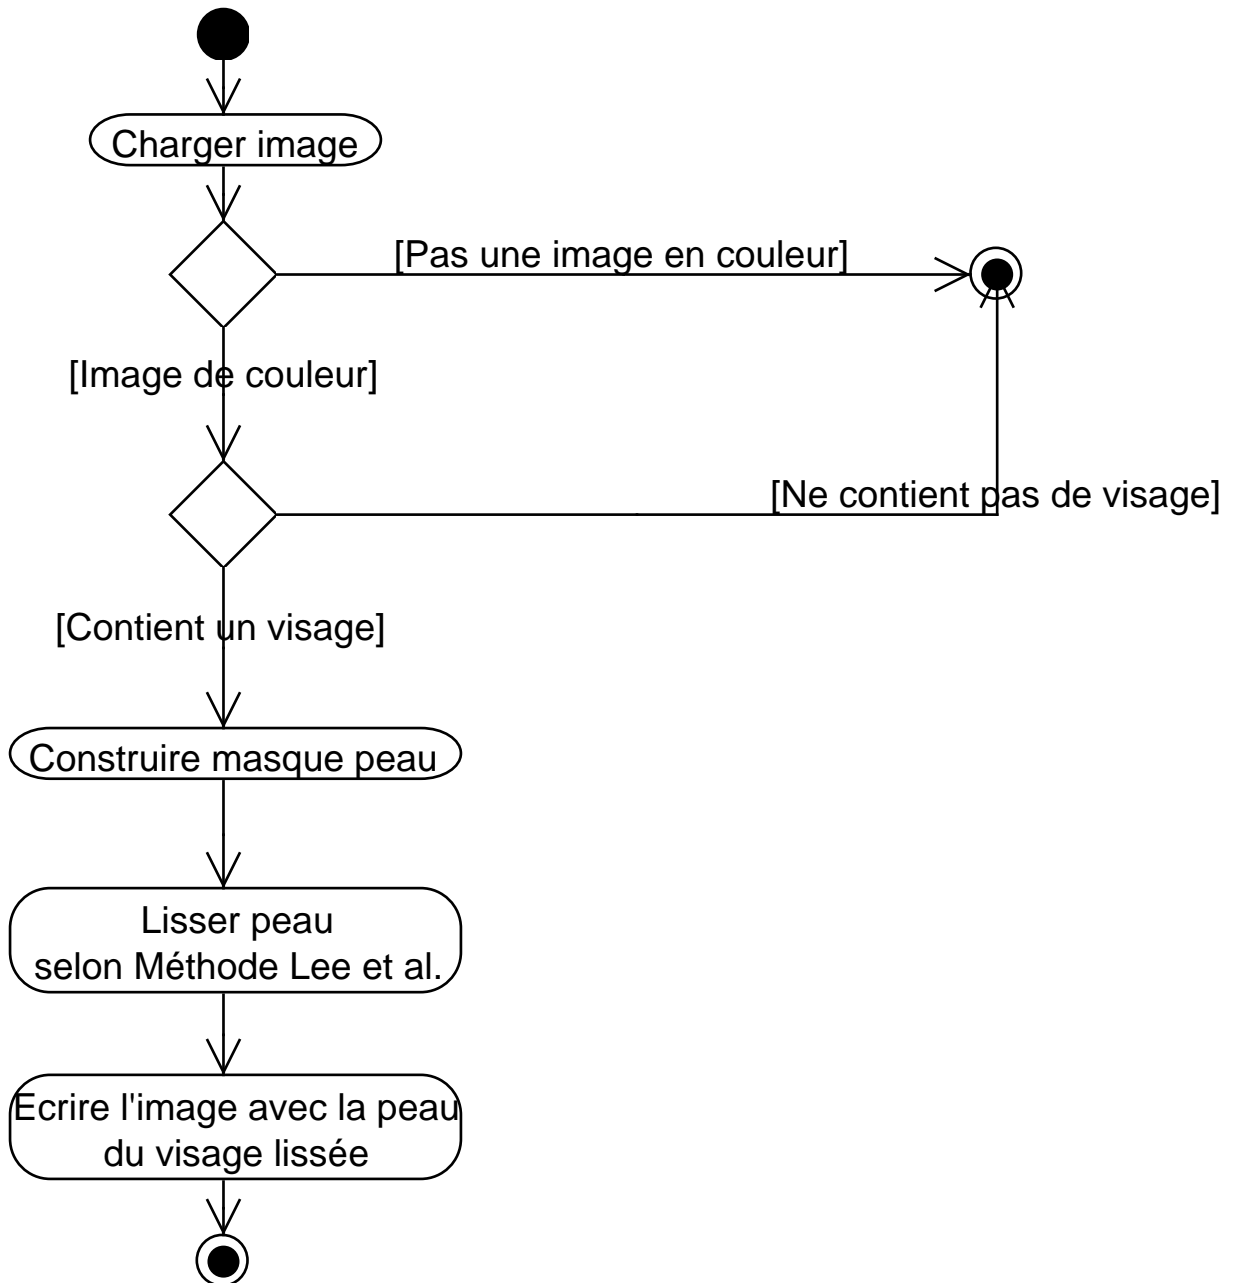 Charger image
[Pas une image en couleur]
[Image de couleur]
[Ne contient pas de visage]
[Contient un visage]
Construire masque peau
Lisser peau
selon Méthode Lee et al.
Ecrire l'image avec la peau
du visage lissée